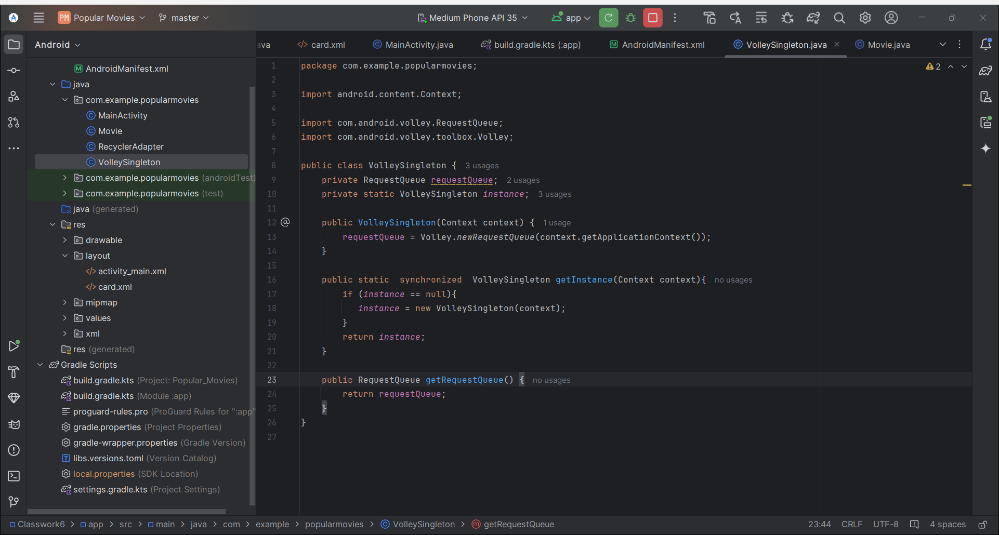 PM Popular Movies master Medium Phone API 35 app
Android
AndroidManifest.xml
java
com.example.popularmovies
MainActivity
Movie
RecyclerAdapter
VolleySingleton
com.example.popularmovies (androidTest)
com.example.popularmovies (test)
java (generated)
res
drawable
layout
activity_main.xml
card.xml
mipmap
values
xml
res (generated)
Gradle Scripts
build.gradle.kts (Project: Popular_Movies)
build.gradle.kts (Module :app)
proguard-rules.pro (ProGuard Rules for ":app"
gradle.properties (Project Properties)
gradle-wrapper.properties (Gradle Version)
libs.versions.toml (Version Catalog)
local.properties (SDK Location)
settings.gradle.kts (Project Settings)
ava card.xml MainActivity.java build.gradle.kts (:app) AndroidManifest.xml VolleySingleton.java Movie.java
2
1 package com.example.popularmovies;
2
3 import android.content.Context;
4
5 import com.android.volley.RequestQueue;
6 import com.android.volley.toolbox.Volley;
7
8 public class VolleySingleton { 3 usages
9 private RequestQueue requestQueue; 2 usages
10 private static VolleySingleton instance; 3 usages
11
12 public VolleySingleton(Context context) { 1 usage
13 requestQueue = Volley.newRequestQueue(context.getApplicationContext());
14 }
15
16 public static  synchronized  VolleySingleton getInstance(Context context){ no usages
17 if (instance == null){
18 instance = new VolleySingleton(context);
19 }
20 return instance;
21 }
22
23 public RequestQueue getRequestQueue() { no usages
24 return requestQueue;
25 }
26 }
27
Classwork6 > app > src > main > java > com > example > popularmovies > VolleySingleton > getRequestQueue 23:44 CRLF UTF-8 4 spaces